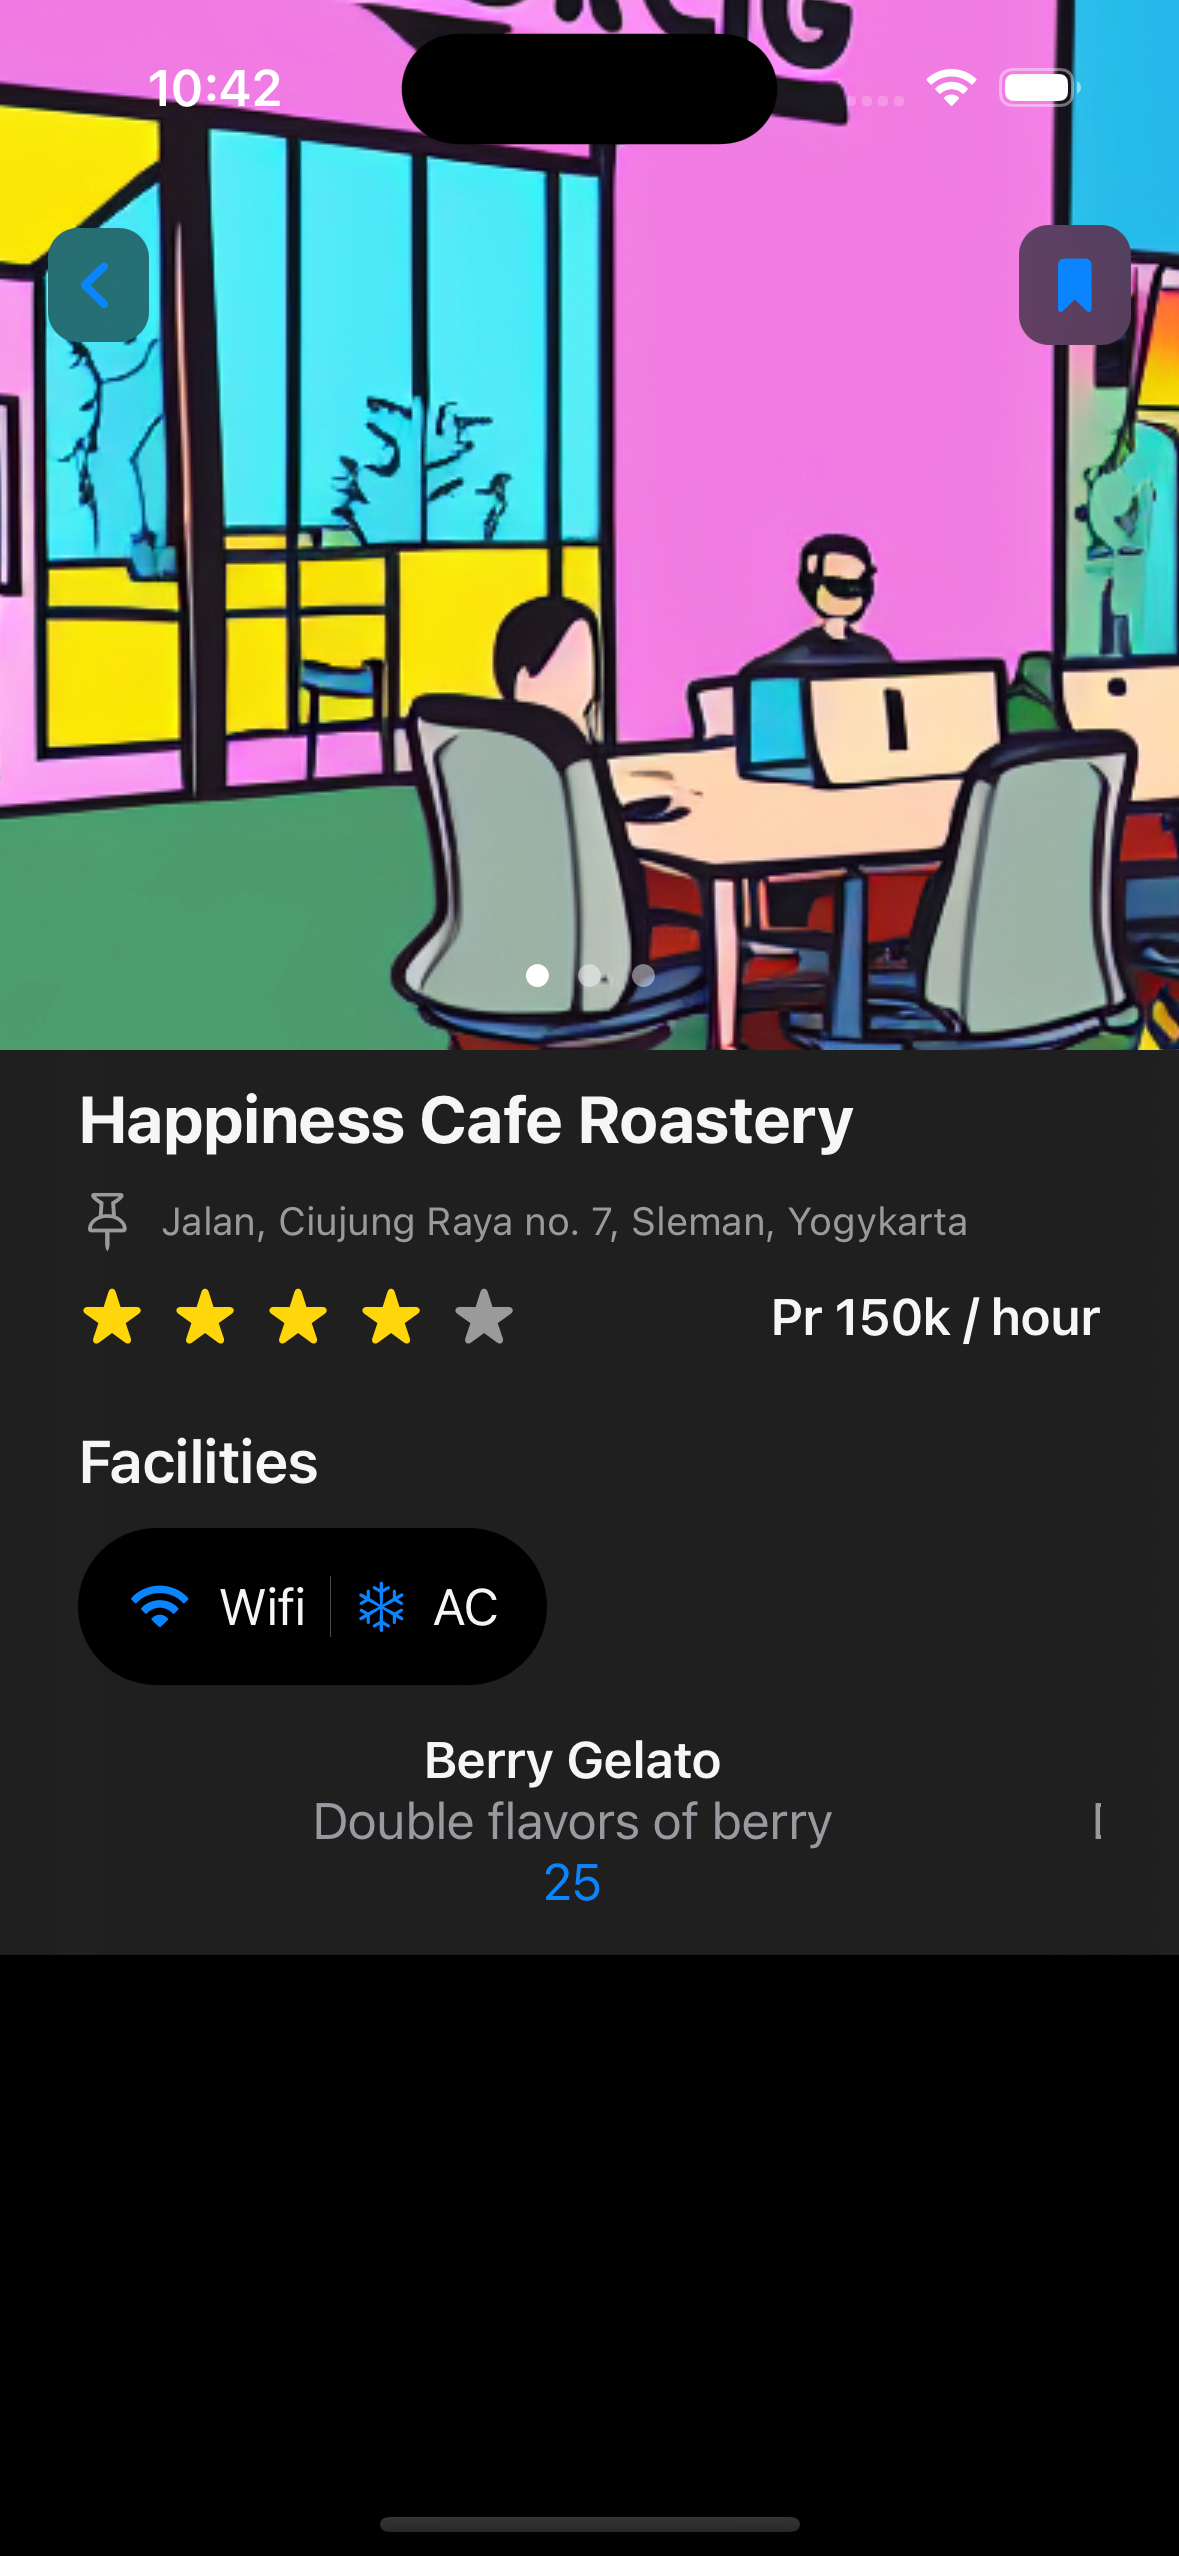 10:42
Happiness Cafe Roastery
Jalan, Ciujung Raya no. 7, Sleman, Yogykarta
Pr 150k / hour
Facilities
Wifi
AC
Berry Gelato
Double flavors of berry
25